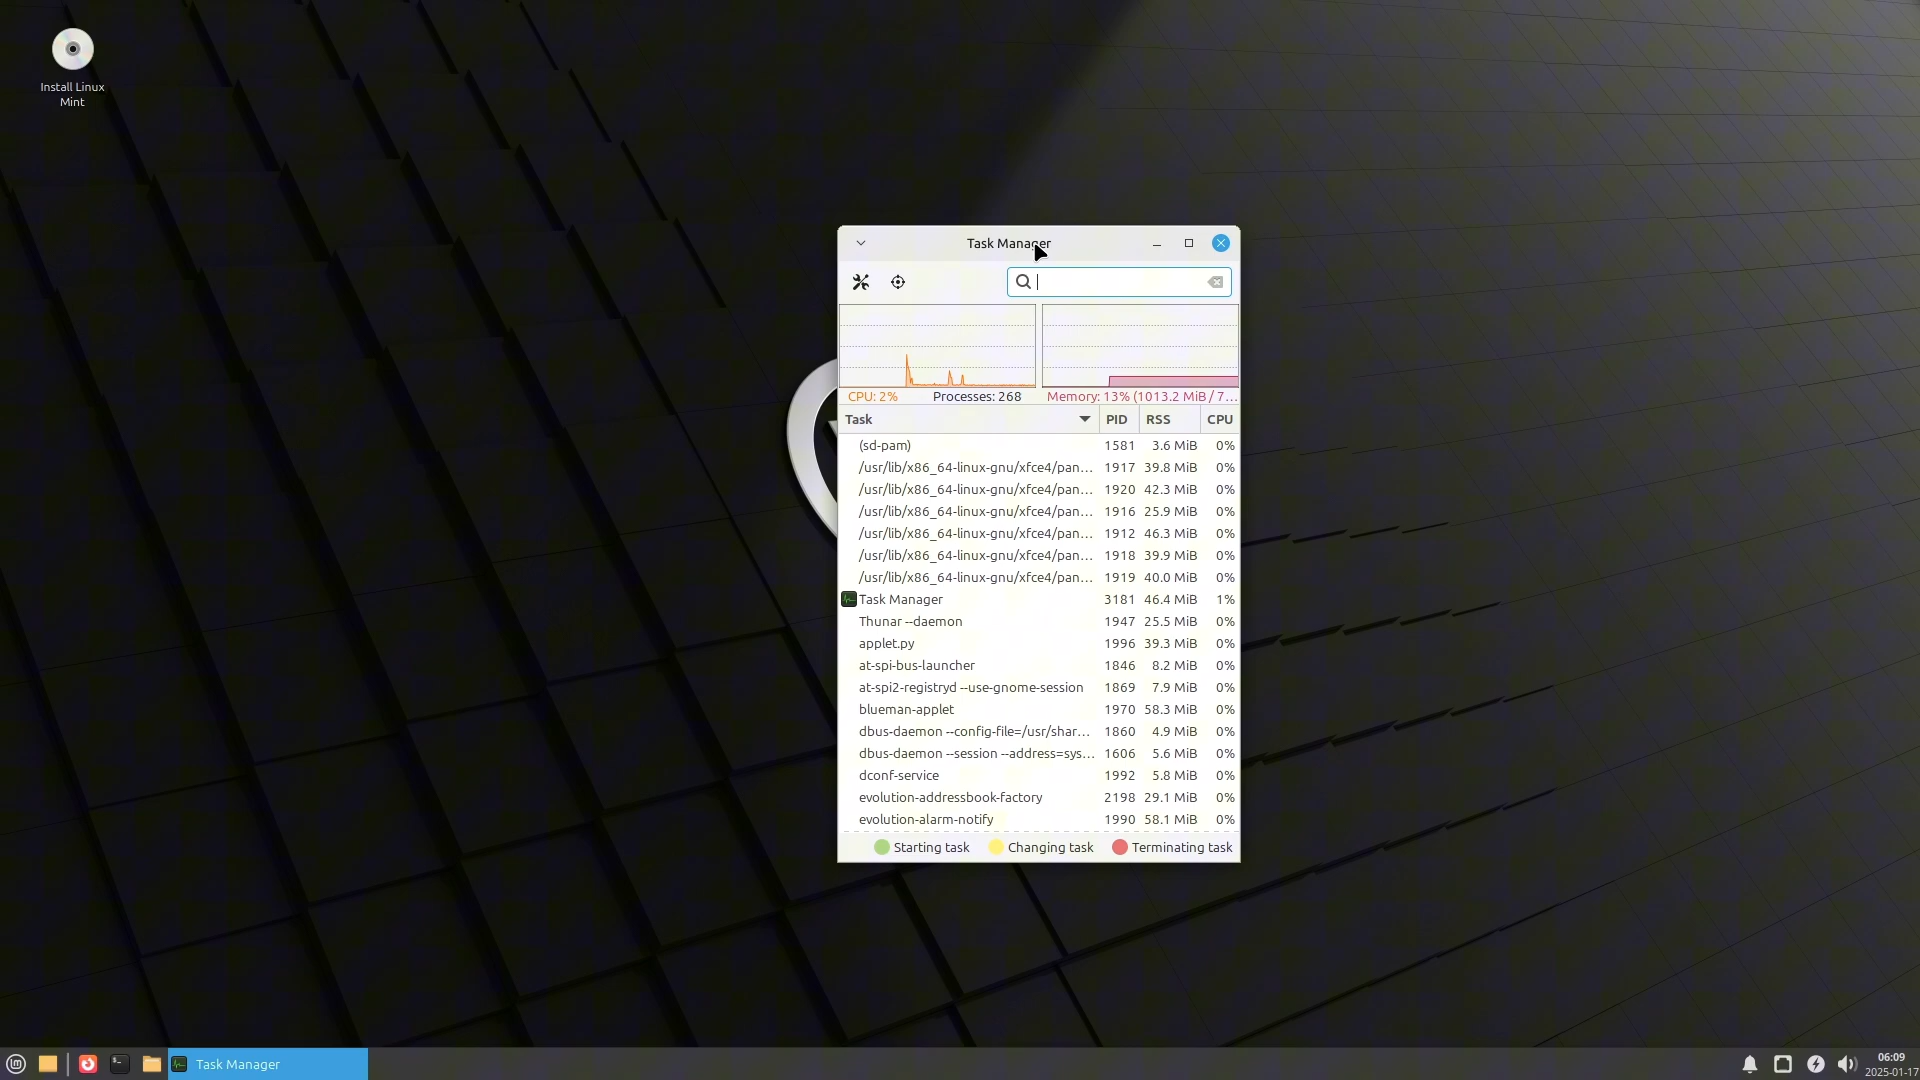 Install Linux
Mint
Task Manager
CPU: 2%
Processes: 268
Memory: 13% (1013.2 MiB / 7...
Task PID RSS CPU
(sd-pam) 1581 3.6 MiB 0%
/usr/lib/x86_64-linux-gnu/xfce4/pan... 1917 39.8 MiB 0%
/usr/lib/x86_64-linux-gnu/xfce4/pan... 1920 42.3 MiB 0%
/usr/lib/x86_64-linux-gnu/xfce4/pan... 1916 25.9 MiB 0%
/usr/lib/x86_64-linux-gnu/xfce4/pan... 1912 46.3 MiB 0%
/usr/lib/x86_64-linux-gnu/xfce4/pan... 1918 39.9 MiB 0%
/usr/lib/x86_64-linux-gnu/xfce4/pan... 1919 40.0 MiB 0%
Task Manager 3181 46.4 MiB 1%
Thunar --daemon 1947 25.5 MiB 0%
applet.py 1996 39.3 MiB 0%
at-spi-bus-launcher 1846 8.2 MiB 0%
at-spi2-registryd --use-gnome-session 1869 7.9 MiB 0%
blueman-applet 1970 58.3 MiB 0%
dbus-daemon --config-file=/usr/shar... 1860 4.9 MiB 0%
dbus-daemon --session --address=sys... 1606 5.6 MiB 0%
dconf-service 1992 5.8 MiB 0%
evolution-addressbook-factory 2198 29.1 MiB 0%
evolution-alarm-notify 1990 58.1 MiB 0%
Starting task Changing task Terminating task
Task Manager
06:09
2025-01-17